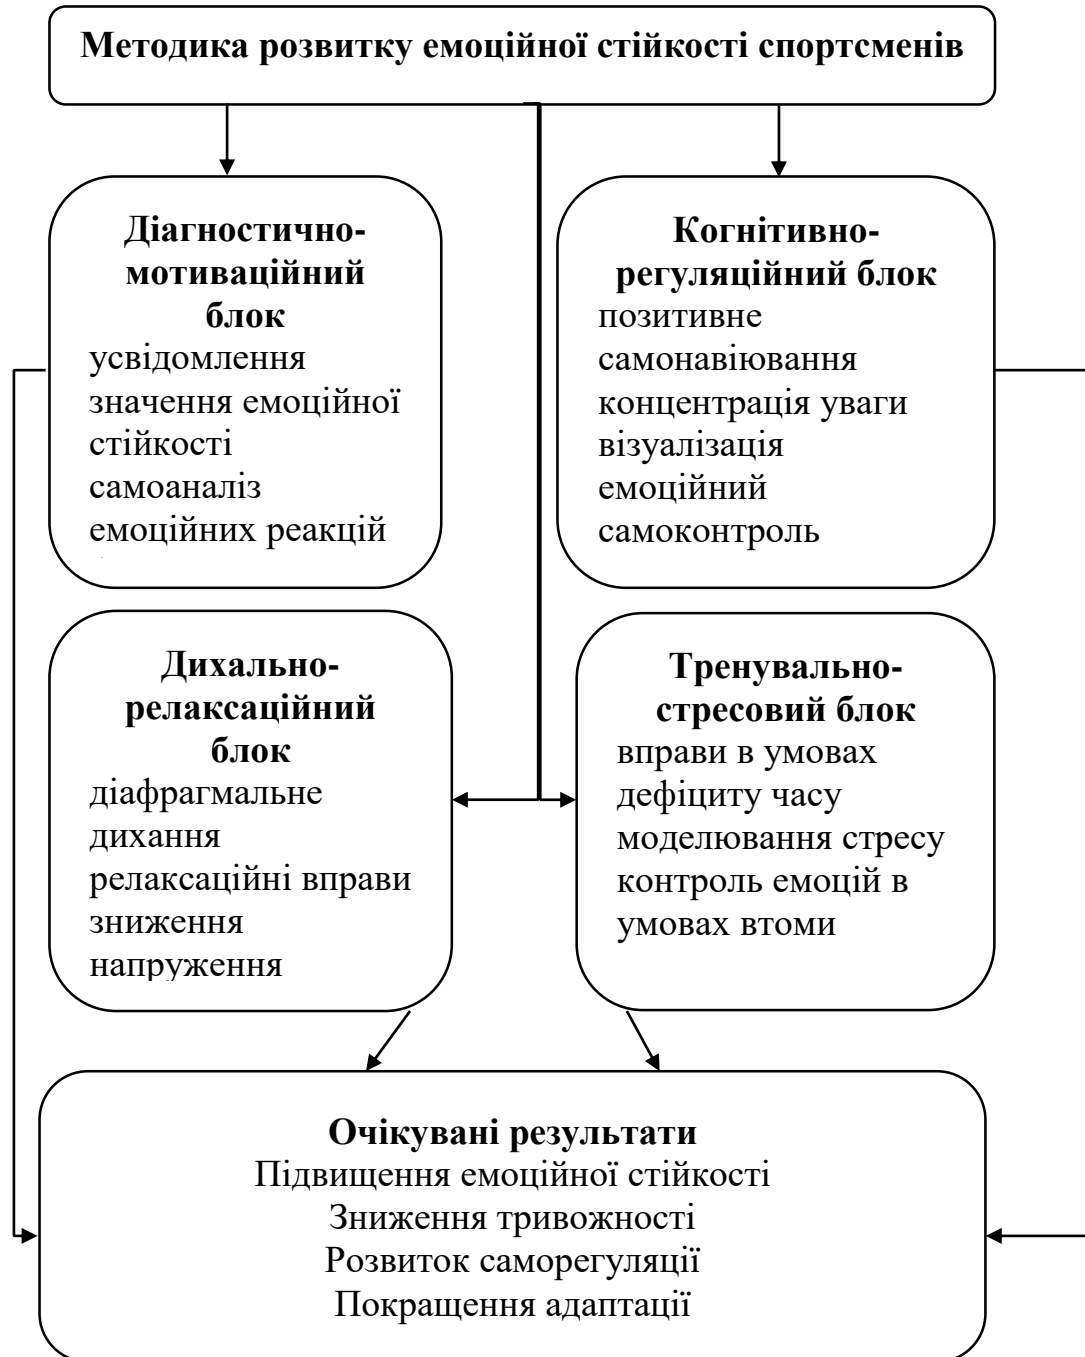 Методика розвитку емоційної стійкості спортсменів
Діагностично-
мотиваційний
блок
усвідомлення
значення емоційної
стійкості
самоаналіз
емоційних реакцій
Когнітивно-
регуляційний блок
позитивне
самонавіювання
концентрація уваги
візуалізація
емоційний
самоконтроль
Дихально-
релаксаційний
блок
діафрагмальне
дихання
релаксаційні вправи
зниження
напруження
Тренувально-
стресовий блок
вправи в умовах
дефіциту часу
моделювання стресу
контроль емоцій в
умовах втоми
Очікувані результати
Підвищення емоційної стійкості
Зниження тривожності
Розвиток саморегуляції
Покращення адаптації